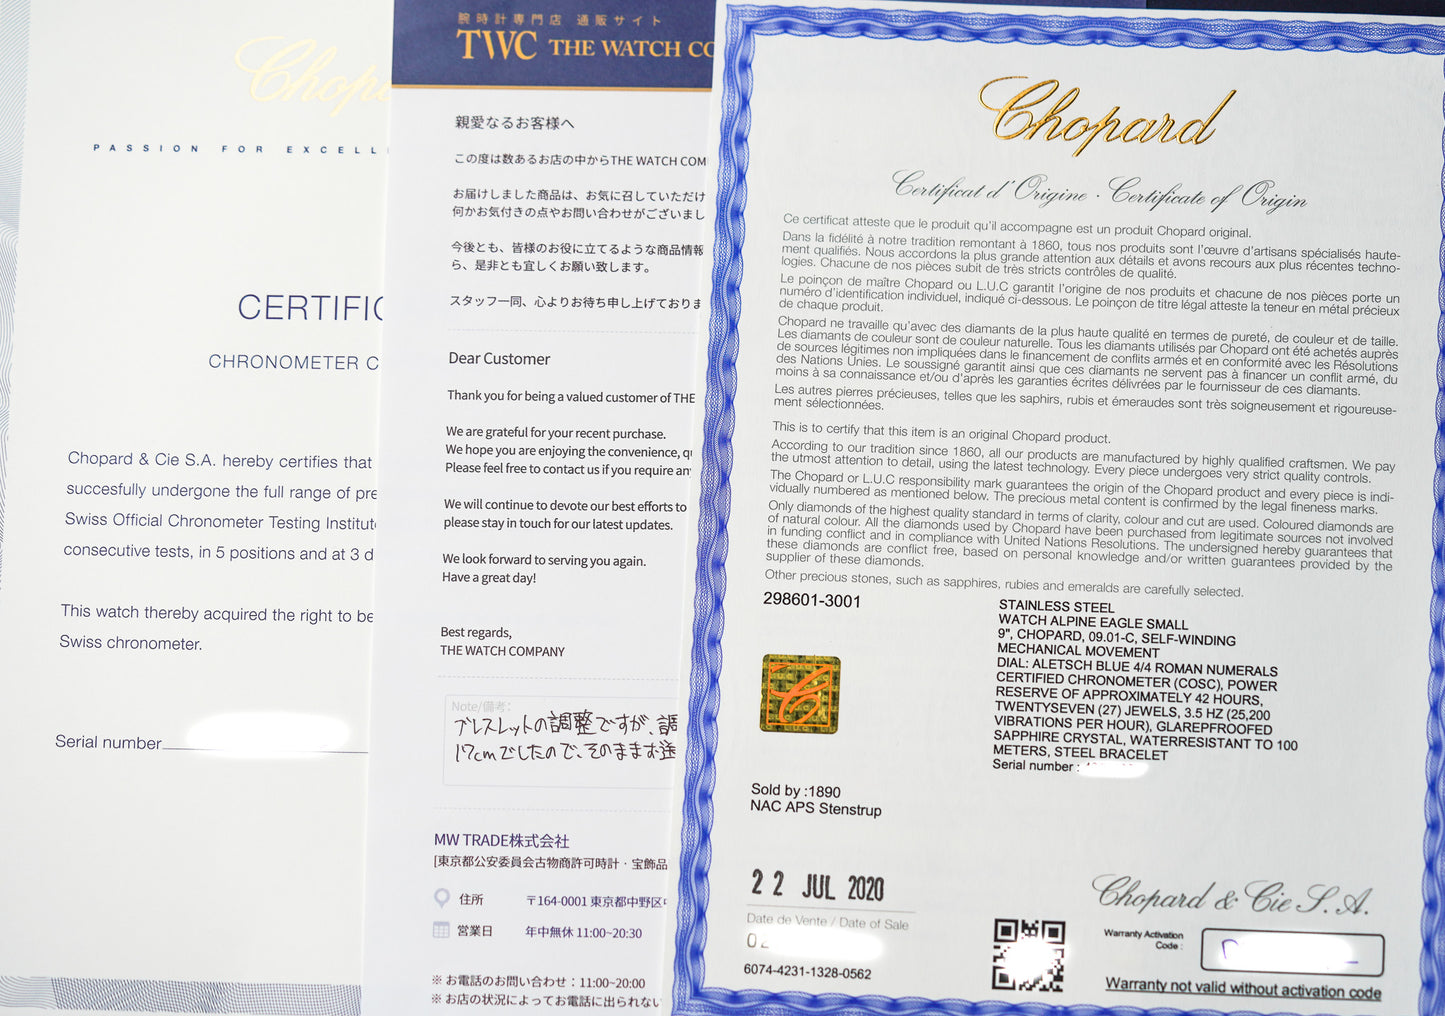 Chopard
PASSION FOR EXCELL
CERTIFIC
CHRONOMETER C
Chopard & Cie S.A. hereby certifies that
succesfully undergone the full range of pre
Swiss Official Chronometer Testing Institute
consecutive tests, in 5 positions and at 3 d
This watch thereby acquired the right to be
Swiss chronometer.
Serial number
腕時計専門店 通販サイト
TWC THE WATCH CO
親愛なるお客様へ
この度は数あるお店の中からTHE WATCH COM
お届けしました商品は、お気に召していただけ
何かお気付きの点やお問い合わせがございまし
今後とも、皆様のお役に立てるような商品情報
ら、是非とも宜しくお願い致します。
スタッフ一同、心よりお待ち申し上げておりま
Dear Customer
Thank you for being a valued customer of THE
We are grateful for your recent purchase.
We hope you are enjoying the convenience, qu
Please feel free to contact us if you require any
We will continue to devote our best efforts to
please stay in touch for our latest updates.
We look forward to serving you again.
Have a great day!
Best regards,
THE WATCH COMPANY
Note/備考:
ブレスレットの調整ですが、調
17cmでしたので、そのままお送
MW TRADE株式会社
[東京都公安委員会古物商許可時計・宝飾品
住所 〒164-0001 東京都中野区中
営業日 年中無休 11:00~20:30
※ お電話のお問い合わせ：11:00~20:00
※ お店の状況によってお電話に出られない
Chopard
Certificat d'Origine · Certificate of Origin
Ce certificat atteste que le produit qu'il accompagne est un produit Chopard original.
Dans la fidélité à notre tradition remontant à 1860, tous nos produits sont l'œuvre d'artisans spécialisés haute-
ment qualifiés. Nous accordons la plus grande attention aux détails et avons recours aux plus récentes techno-
logies. Chacune de nos pièces subit de très stricts contrôles de qualité.
Le poinçon de maître Chopard ou L.U.C garantit l'origine de nos produits et chacune de nos pièces porte un
numéro d'identification individuel, indiqué ci-dessous. Le poinçon de titre légal atteste la teneur en métal précieux
de chaque produit.
Chopard ne travaille qu'avec des diamants de la plus haute qualité en termes de pureté, de couleur et de taille.
Les diamants de couleur sont de couleur naturelle. Tous les diamants utilisés par Chopard ont été achetés auprès
de sources légitimes non impliquées dans le financement de conflits armés et en conformité avec les Résolutions
des Nations Unies. Le soussigné garantit ainsi que ces diamants ne servent pas à financer un conflit armé, du
moins à sa connaissance et/ou d'après les garanties écrites délivrées par le fournisseur de ces diamants.
Les autres pierres précieuses, telles que les saphirs, rubis et émeraudes sont très soigneusement et rigoureuse-
ment sélectionnées.
This is to certify that this item is an original Chopard product.
According to our tradition since 1860, all our products are manufactured by highly qualified craftsmen. We pay
the utmost attention to detail, using the latest technology. Every piece undergoes very strict quality controls.
The Chopard or L.U.C responsibility mark guarantees the origin of the Chopard product and every piece is indi-
vidually numbered as mentioned below. The precious metal content is confirmed by the legal fineness marks.
Only diamonds of the highest quality standard in terms of clarity, colour and cut are used. Coloured diamonds are
of natural colour. All the diamonds used by Chopard have been purchased from legitimate sources not involved
in funding conflict and in compliance with United Nations Resolutions. The undersigned hereby guarantees that
these diamonds are conflict free, based on personal knowledge and/or written guarantees provided by the
supplier of these diamonds.
Other precious stones, such as sapphires, rubies and emeralds are carefully selected.
298601-3001
STAINLESS STEEL
WATCH ALPINE EAGLE SMALL
9", CHOPARD, 09.01-C, SELF-WINDING
MECHANICAL MOVEMENT
DIAL: ALETSCH BLUE 4/4 ROMAN NUMERALS
CERTIFIED CHRONOMETER (COSC), POWER
RESERVE OF APPROXIMATELY 42 HOURS,
TWENTYSEVEN (27) JEWELS, 3.5 HZ (25,200
VIBRATIONS PER HOUR), GLAREPFROOFED
SAPPHIRE CRYSTAL, WATERRESISTANT TO 100
METERS, STEEL BRACELET
Serial number :
Sold by :1890
NAC APS Stenstrup
22 JUL 2020
Date de Vente / Date of Sale
02
6074-4231-1328-0562
Chopard & Cie S.A.
Warranty Activation
Code :
Warranty not valid without activation code